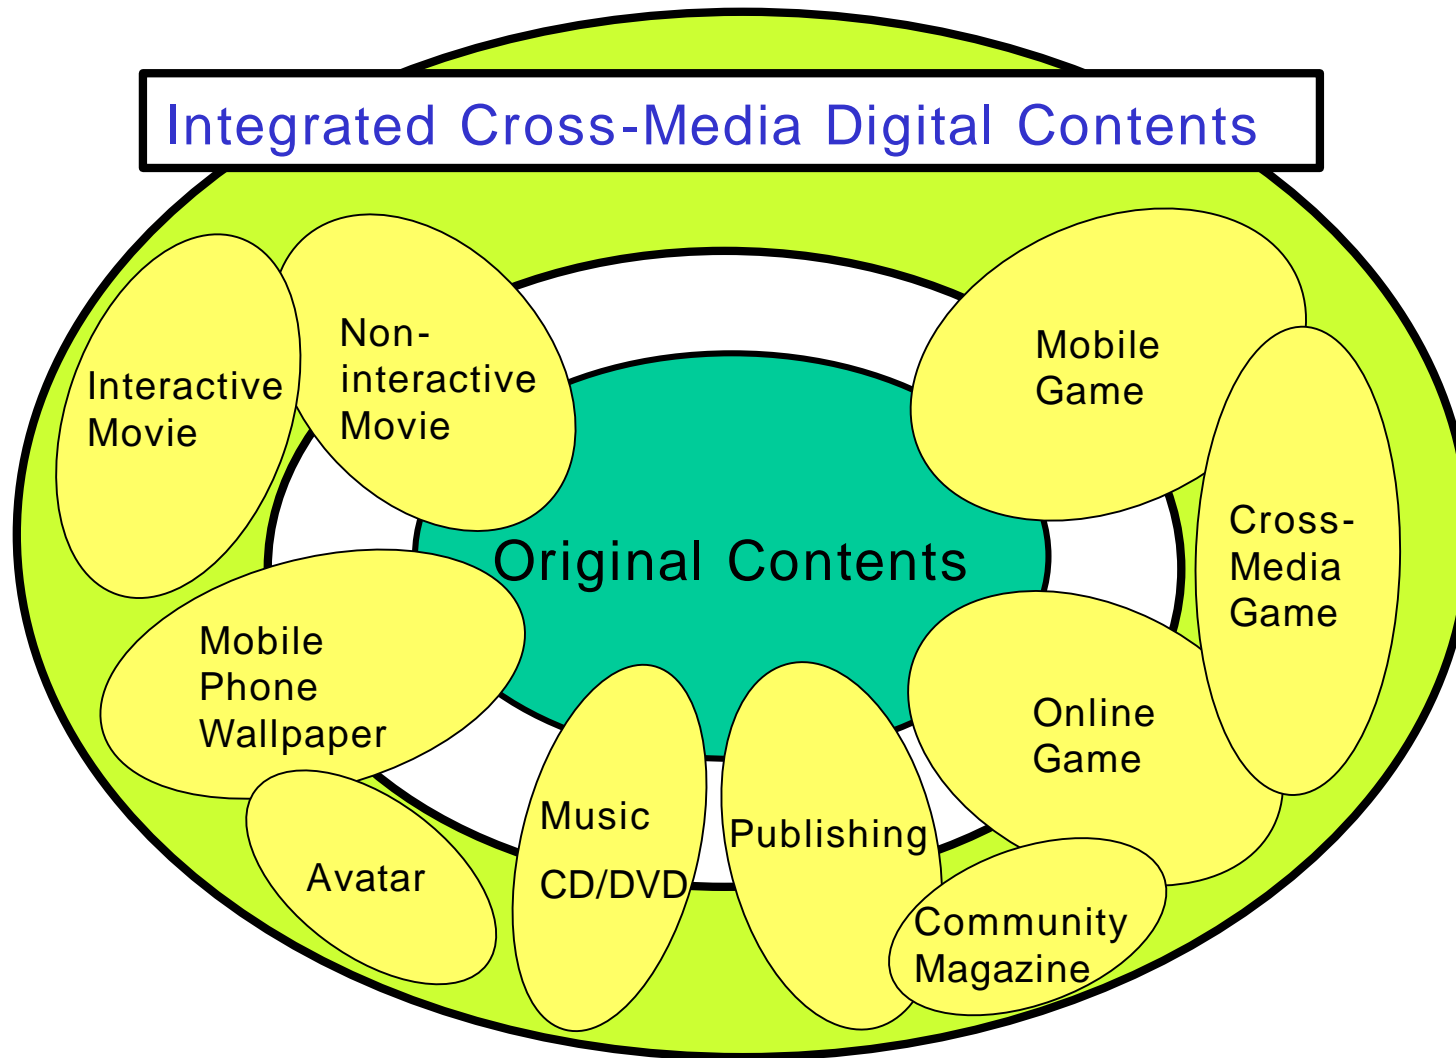 Integrated Cross-Media Digital Contents
Non-
interactive
Movie
Interactive
Movie
Mobile
Game
Cross-
Media
Game
Original Contents
Mobile
Phone
Wallpaper
Online
Game
Music
CD/DVD
Publishing
Avatar
Community
Magazine